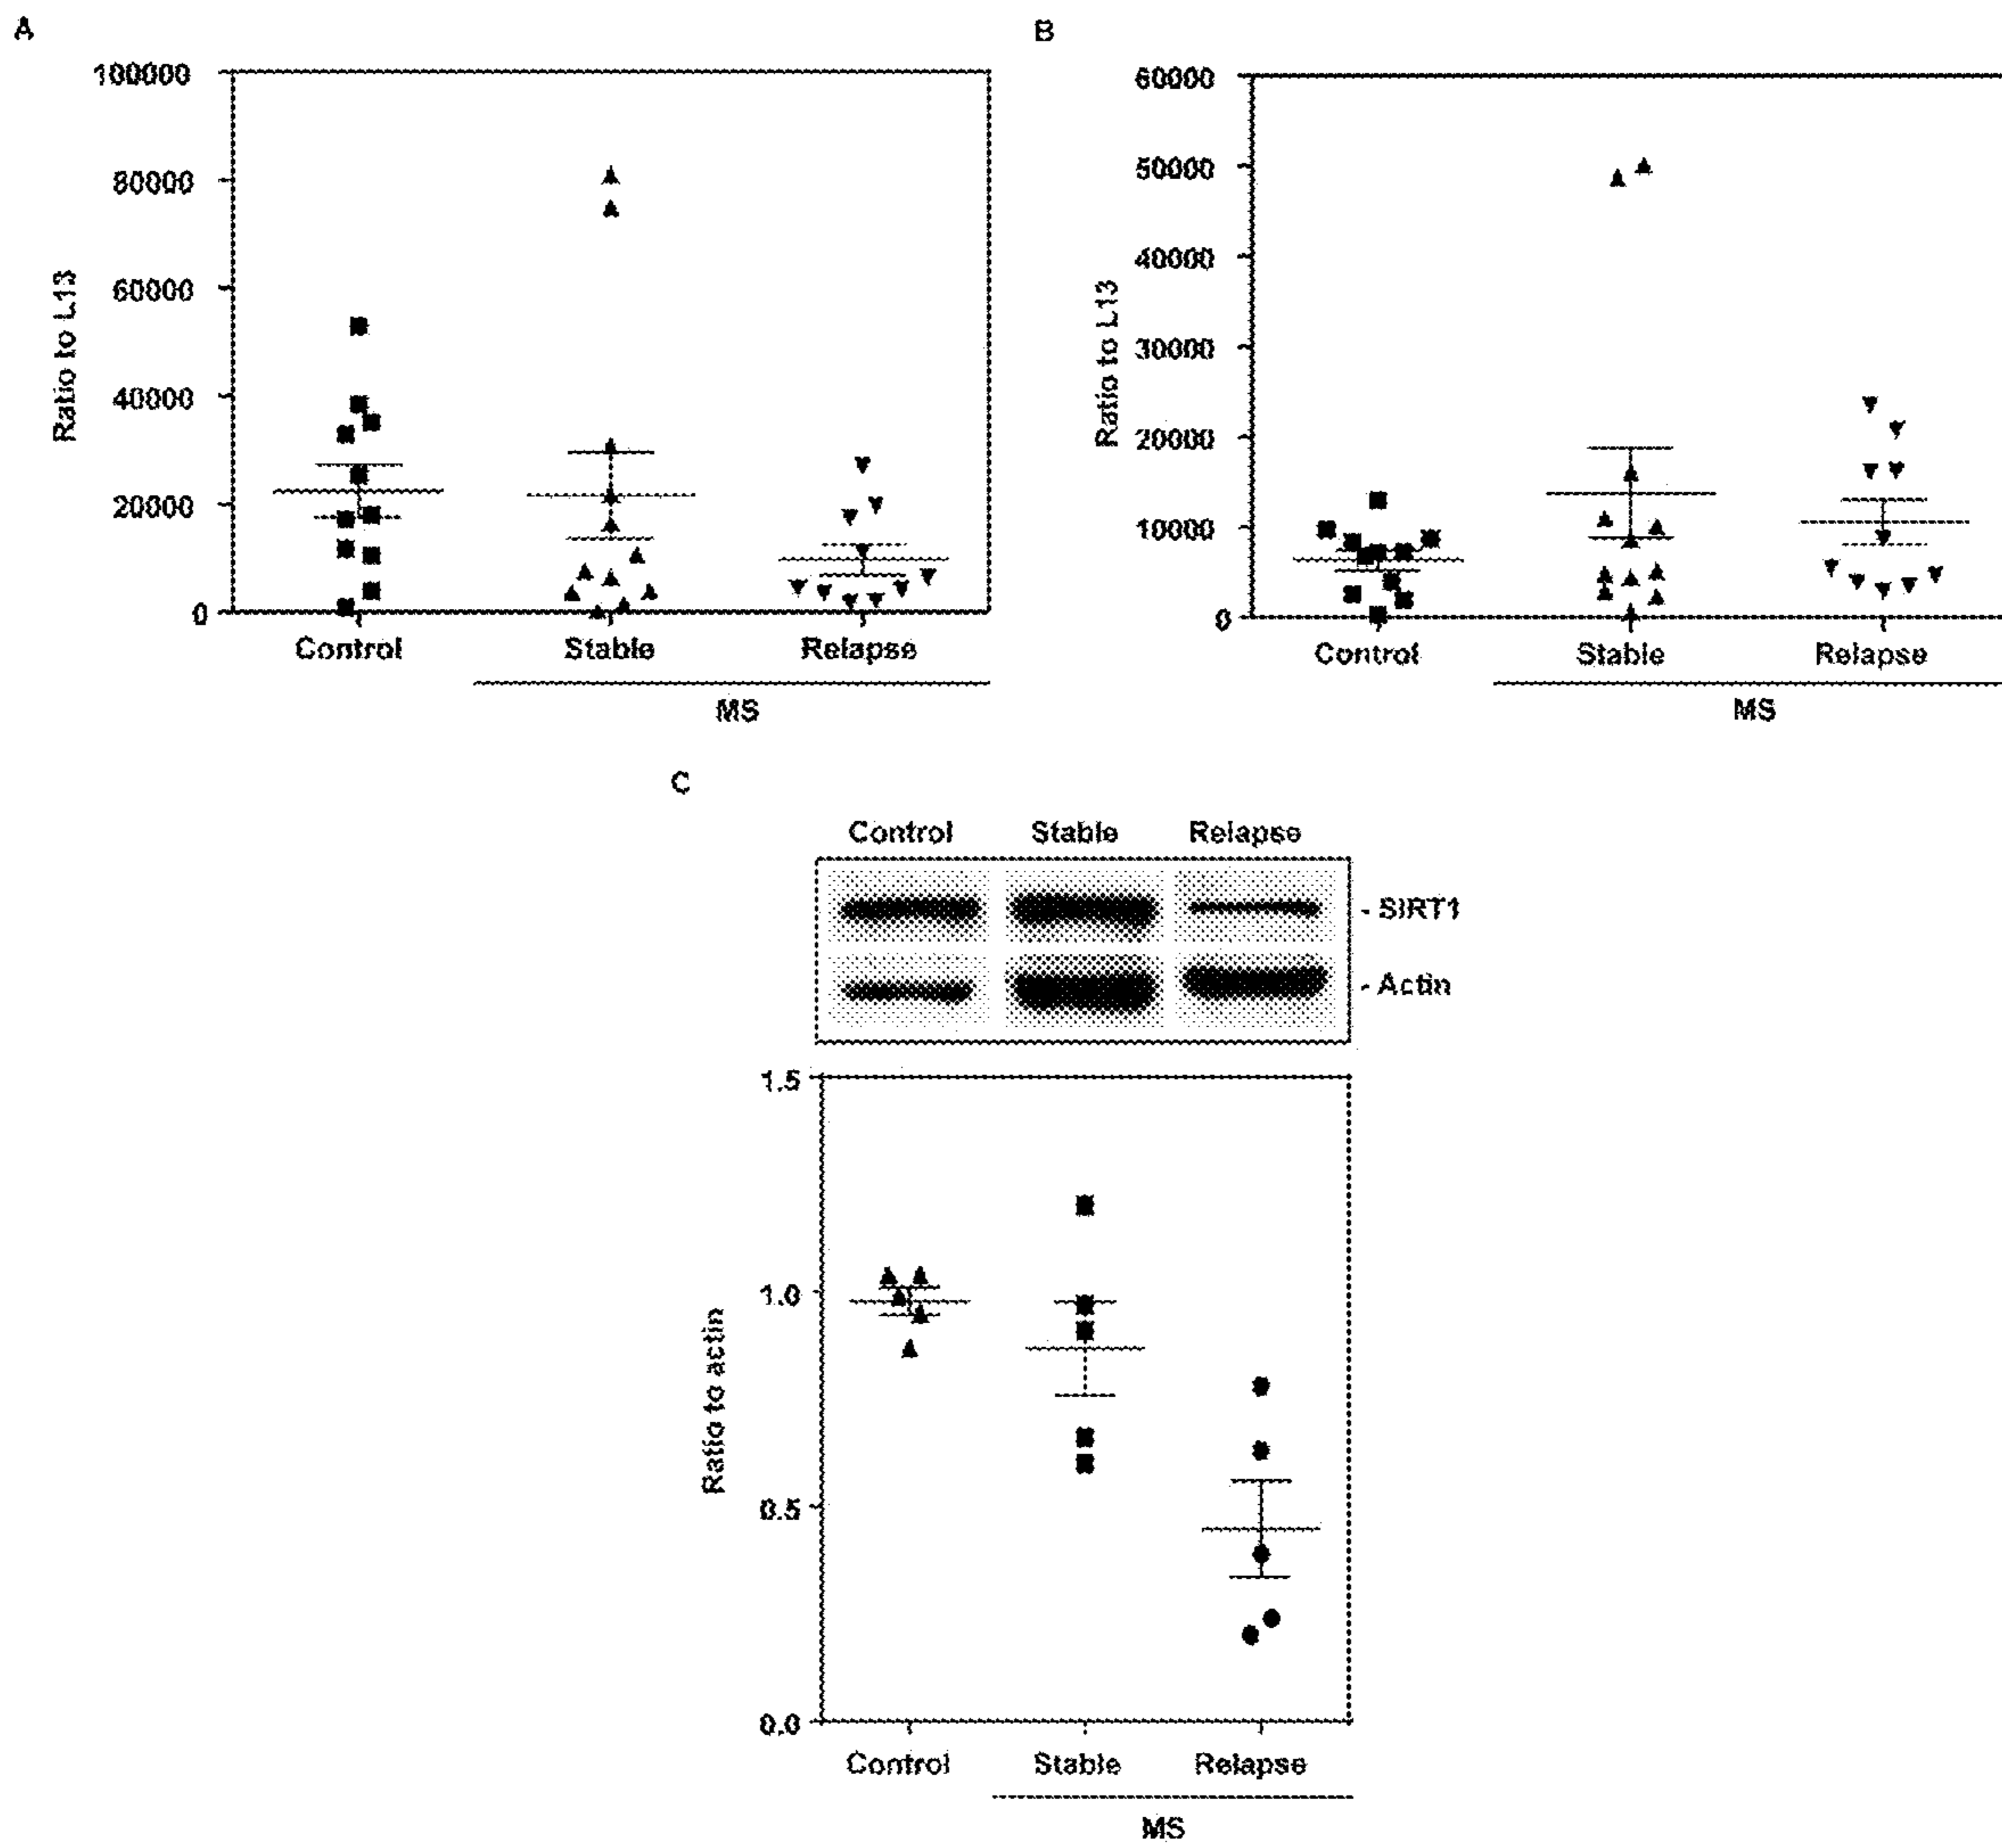 A
100000
80000
60000
40000
20000
0
Ratio to L13
Control Stable Relapse
MS
B
60000
50000
40000
30000
20000
10000
0
Ratio to L13
Control Stable Relapse
MS
C
Control Stable Relapse
- SIRT1
- Actin
1.5
1.0
0.5
0.0
Ratio to actin
Control Stable Relapse
MS